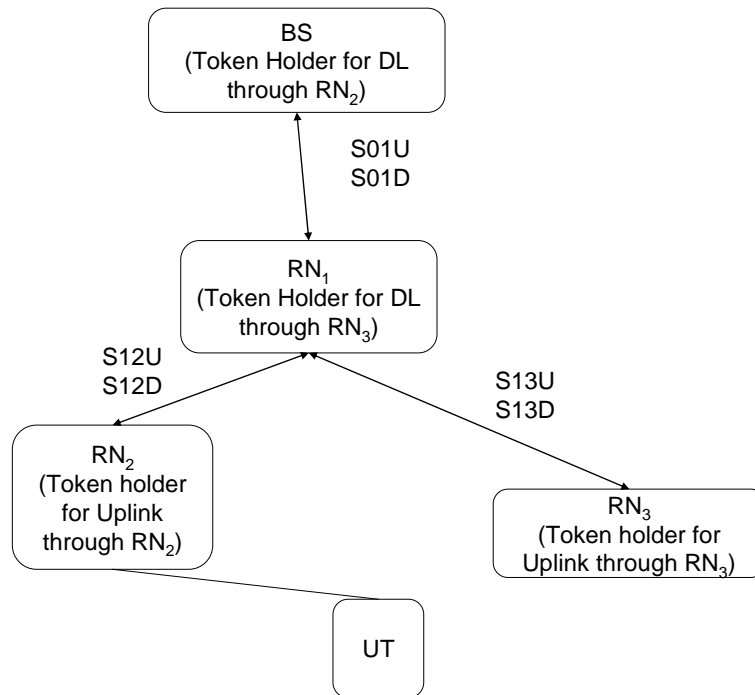 BS
(Token Holder for DL
through RN₂)
S01U
S01D
RN₁
(Token Holder for DL
through RN₃)
S12U
S12D
S13U
S13D
RN₂
(Token holder
for Uplink
through RN₂)
RN₃
(Token holder for
Uplink through RN₃)
UT